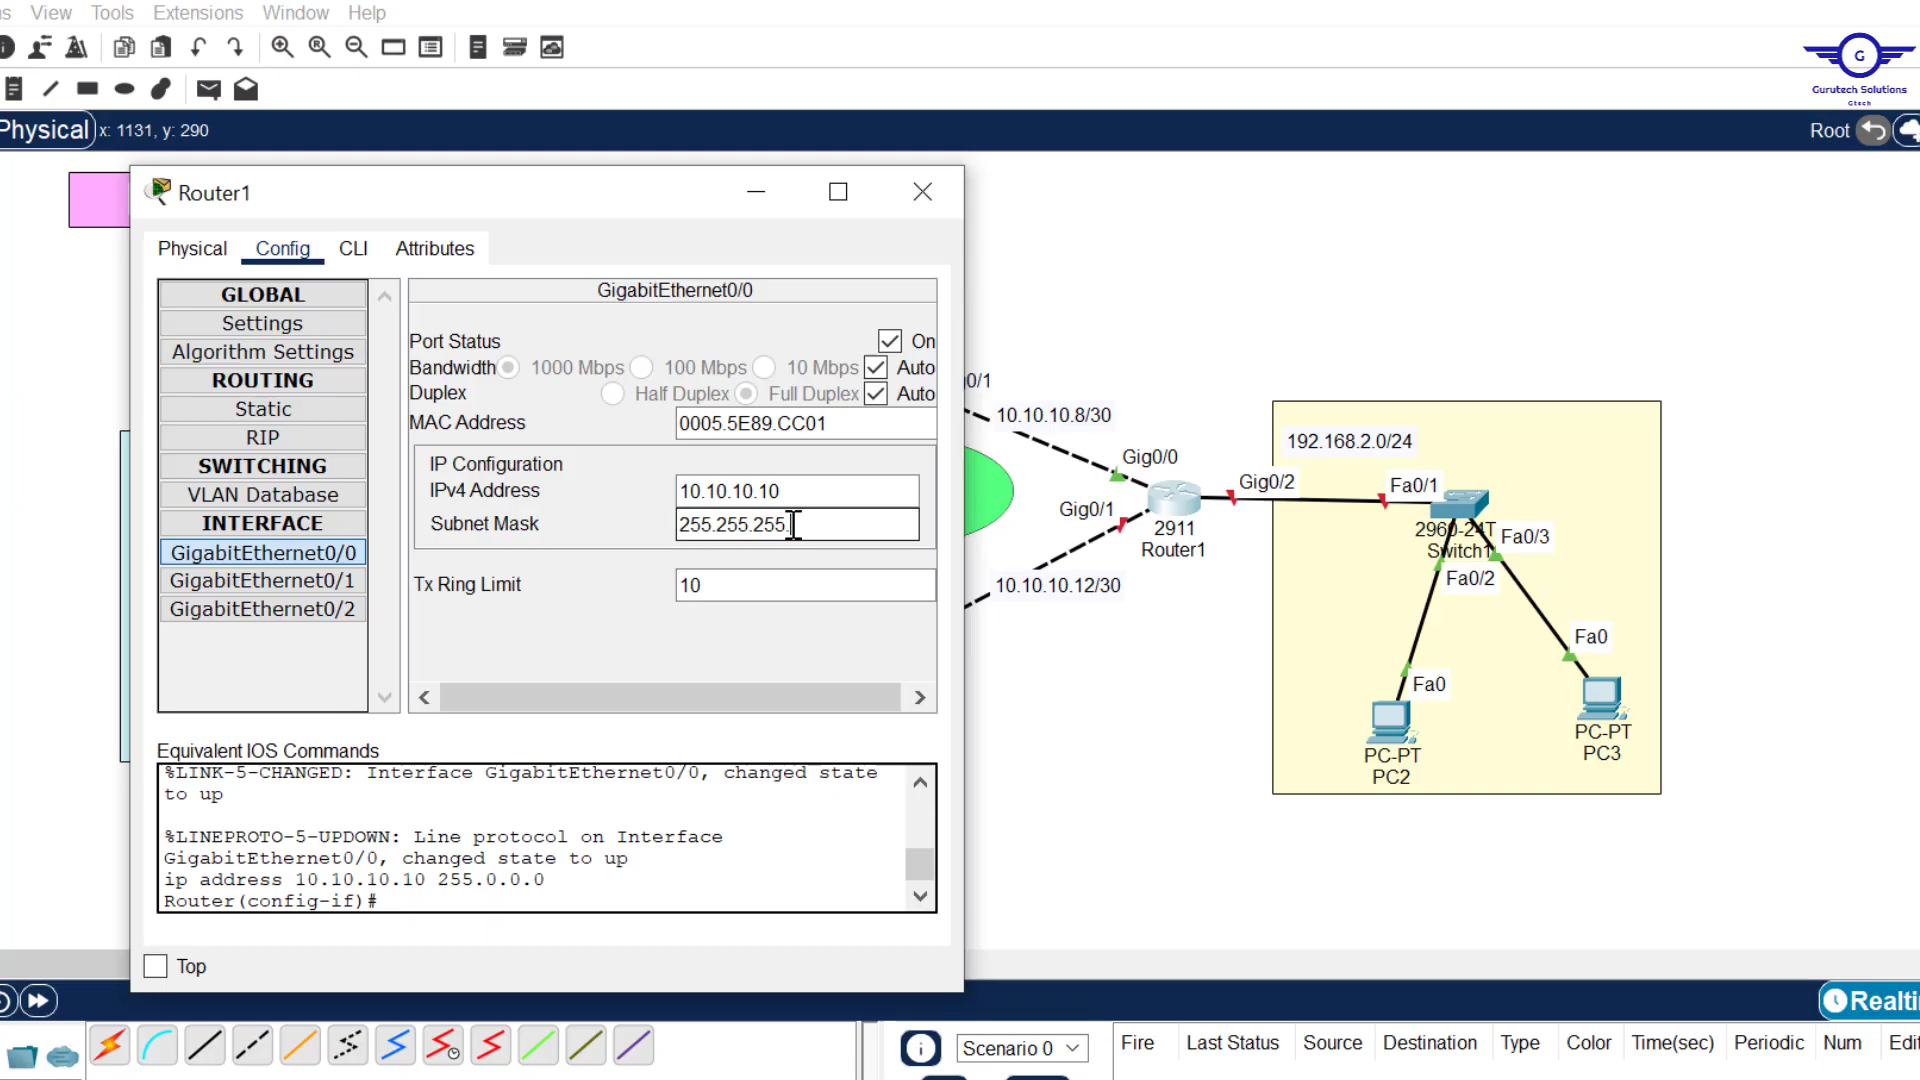 View Tools Extensions Window Help
G
Gurutech Solutions
Gtech
Physical x: 1131, y: 290
Root
Router1
Physical Config CLI Attributes
GLOBAL
Settings
Algorithm Settings
ROUTING
Static
RIP
SWITCHING
VLAN Database
INTERFACE
GigabitEthernet0/0
GigabitEthernet0/1
GigabitEthernet0/2
GigabitEthernet0/0
Port Status On
Bandwidth 1000 Mbps 100 Mbps 10 Mbps Auto
Duplex Half Duplex Full Duplex Auto
MAC Address 0005.5E89.CC01
IP Configuration
IPv4 Address 10.10.10.10
Subnet Mask 255.255.255.
Tx Ring Limit 10
Equivalent IOS Commands
%LINK-5-CHANGED: Interface GigabitEthernet0/0, changed state
to up
%LINEPROTO-5-UPDOWN: Line protocol on Interface
GigabitEthernet0/0, changed state to up
ip address 10.10.10.10 255.0.0.0
Router(config-if)#
Top
g0/1
10.10.10.8/30
Gig0/0
Gig0/1
Gig0/2
2911
Router1
10.10.10.12/30
192.168.2.0/24
Fa0/1
2960-24T
Switch1
Fa0/3
Fa0/2
Fa0
Fa0
PC-PT
PC2
PC-PT
PC3
Realti
Scenario 0
Fire Last Status Source Destination Type Color Time(sec) Periodic Num Edi